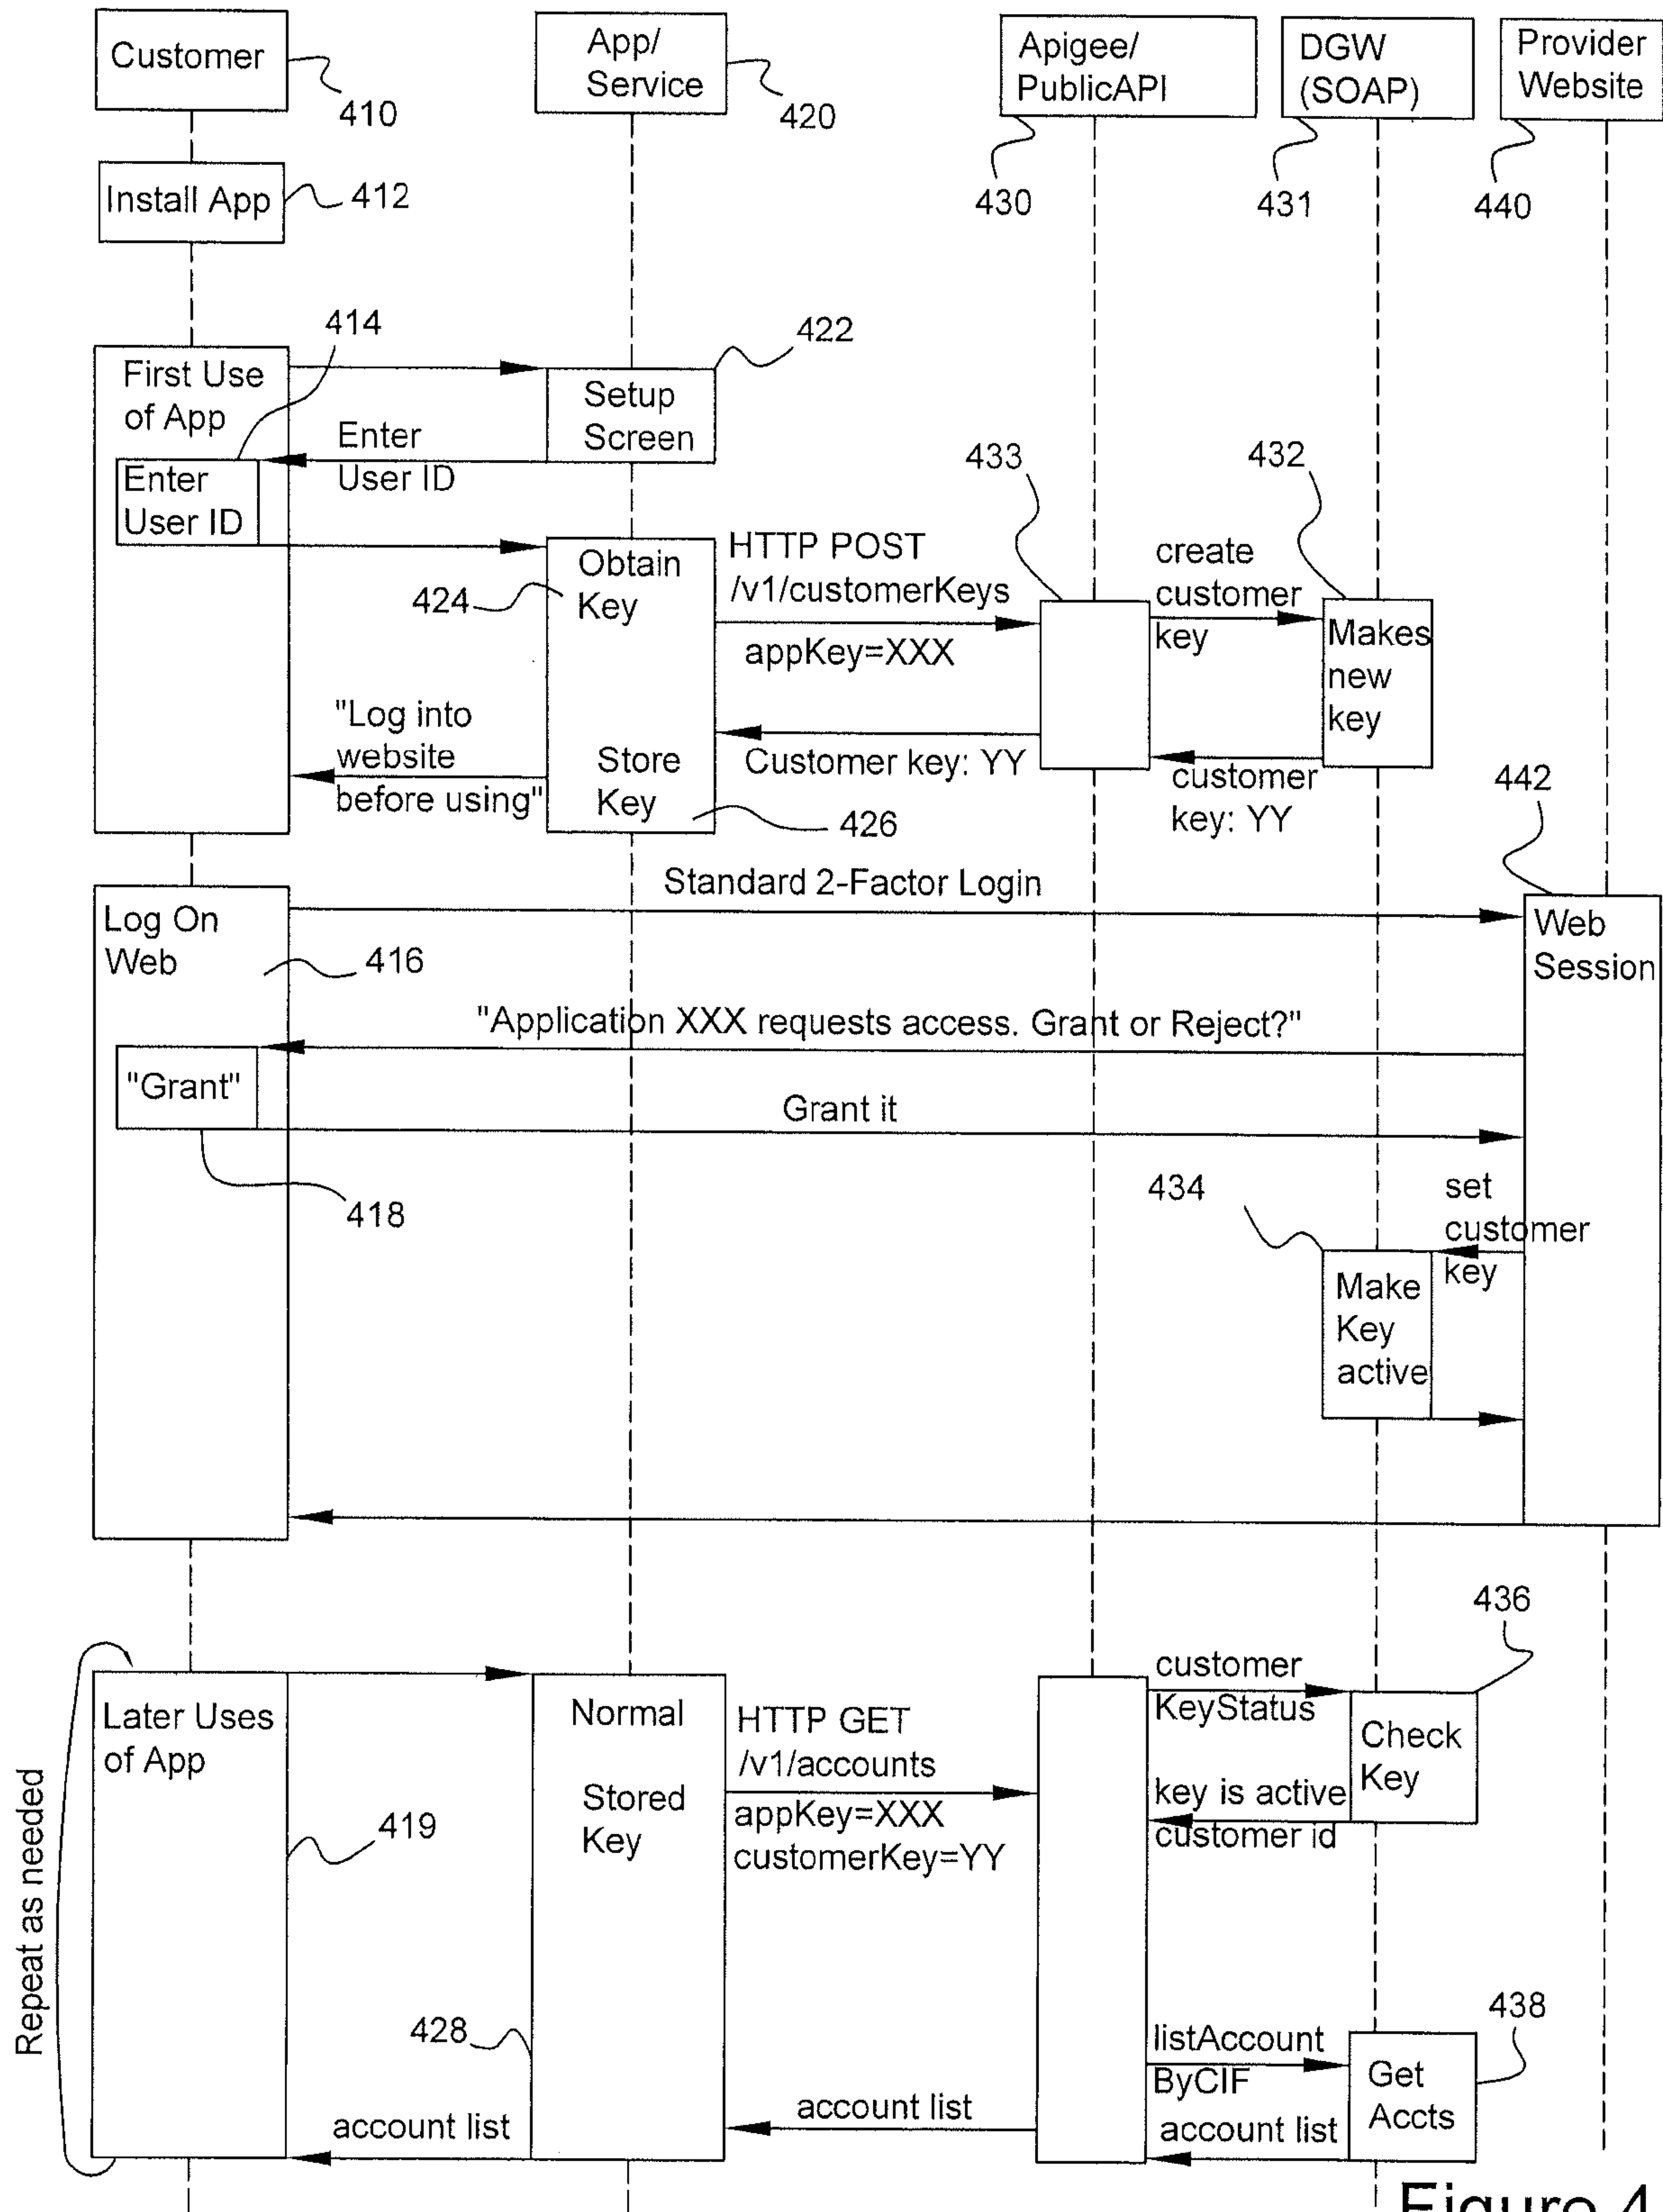 Customer
410
App/
Service
420
Apigee/
PublicAPI
430
DGW
(SOAP)
431
Provider
Website
440
Install App
412
414
422
First Use
of App
Setup
Screen
Enter
User ID
Enter
User ID
433
432
Obtain
Key
424
HTTP POST
/v1/customerKeys
appKey=XXX
create
customer
key
Makes
new
key
"Log into
website
before using"
Store
Key
426
Customer key: YY
customer
key: YY
442
Standard 2-Factor Login
Log On
Web
416
Web
Session
"Application XXX requests access. Grant or Reject?"
"Grant"
Grant it
418
434
set
customer
key
Make
Key
active
436
Repeat as needed
Later Uses
of App
419
Normal
Stored
Key
428
HTTP GET
/v1/accounts
appKey=XXX
customerKey=YY
customer
KeyStatus
Check
Key
key is active
customer id
438
listAccount
ByCIF
Get
Accts
account list
account list
account list
Figure 4